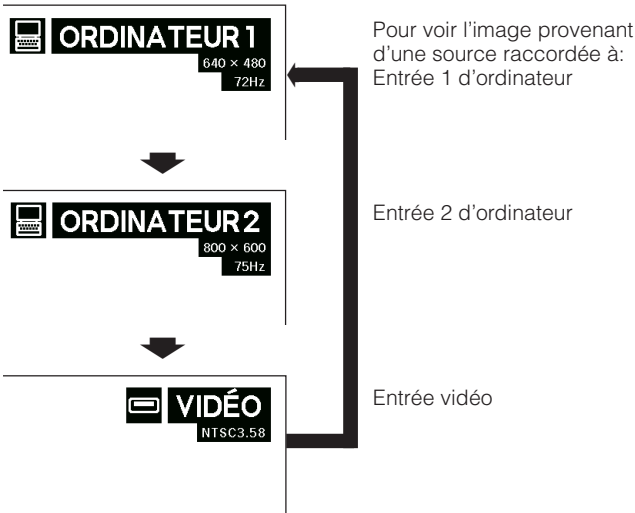 ORDINATEUR 1
640 × 480
72Hz
Pour voir l'image provenant
d'une source raccordée à:
Entrée 1 d'ordinateur
ORDINATEUR 2
800 × 600
75Hz
Entrée 2 d'ordinateur
VIDÉO
NTSC3.58
Entrée vidéo